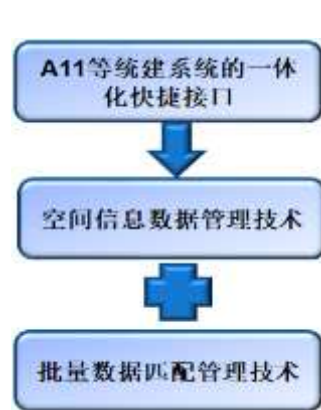 A11等统建系统的一体
化快捷接口
空间信息数据管理技术
批量数据匹配管理技术